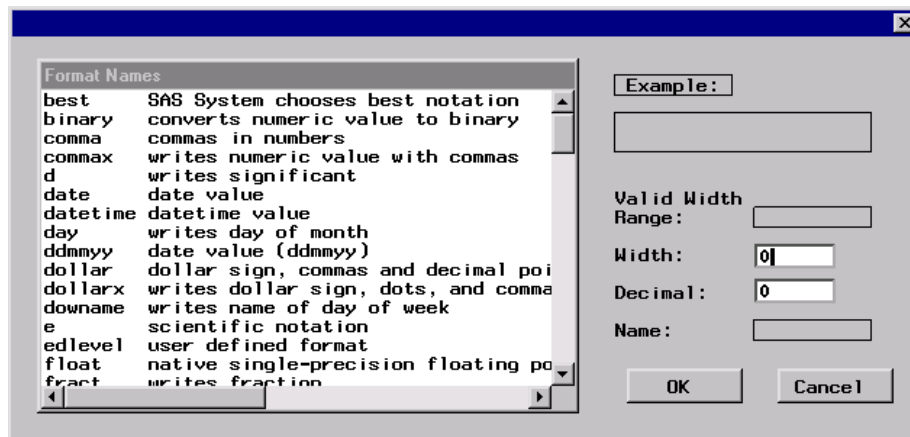 Format Names
best SAS System chooses best notation
binary converts numeric value to binary
comma commas in numbers
commax writes numeric value with commas
d writes significant
date date value
datetime datetime value
day writes day of month
ddmmyy date value (ddmmyy)
dollar dollar sign, commas and decimal poi
dollarx writes dollar sign, dots, and comma
downame writes name of day of week
e scientific notation
edlevel user defined format
float native single-precision floating po
fract writes fraction
Example:
Valid Width
Range:
Width: 0
Decimal: 0
Name:
OK Cancel